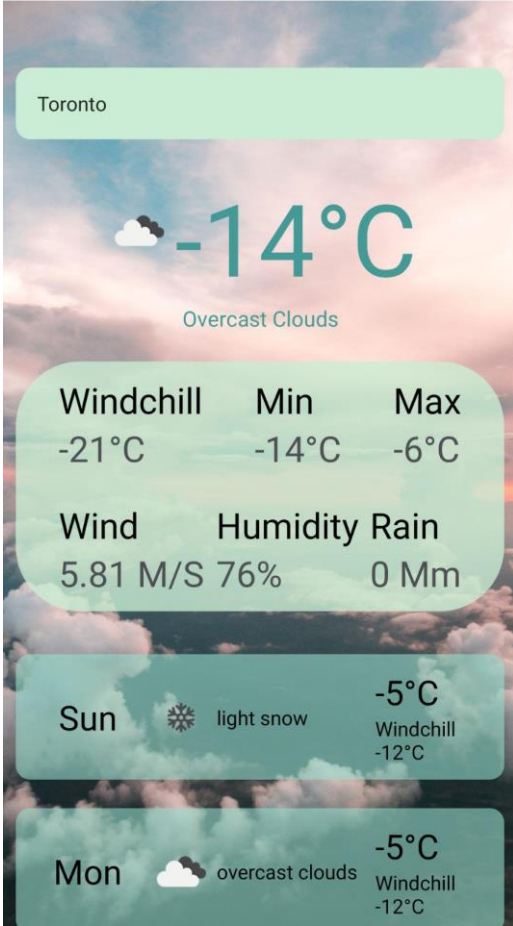 Toronto
-14°C
Overcast Clouds
Windchill Min Max
-21°C -14°C -6°C
Wind Humidity Rain
5.81 M/S 76% 0 Mm
-5°C
Sun light snow Windchill
-12°C
-5°C
Mon overcast clouds Windchill
-12°C